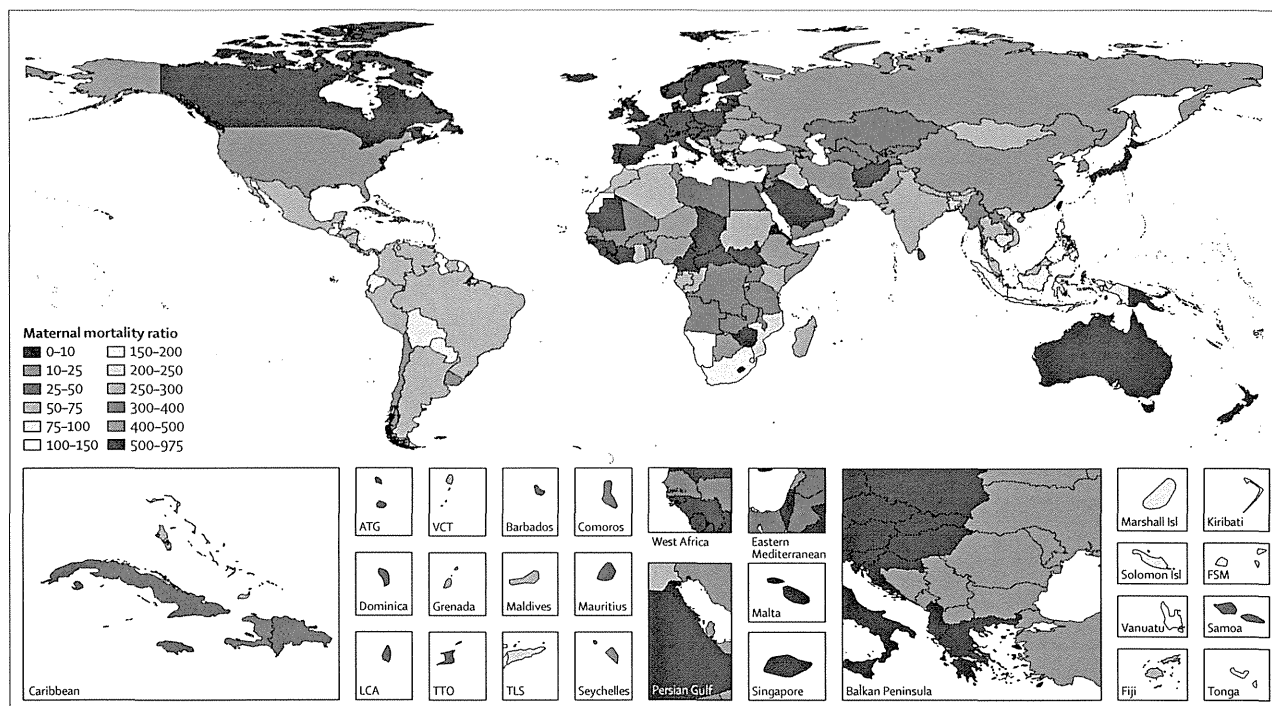 Maternal mortality ratio
0–10
10–25
25–50
50–75
75–100
100–150
150–200
200–250
250–300
300–400
400–500
500–975
Caribbean
ATG
VCT
Barbados
Comoros
Dominica
Grenada
Maldives
Mauritius
LCA
TTO
TLS
Seychelles
West Africa
Eastern
Mediterranean
Persian Gulf
Malta
Singapore
Balkan Peninsula
Marshall Isl
Kiribati
Solomon Isl
FSM
Vanuatu
Samoa
Fiji
Tonga